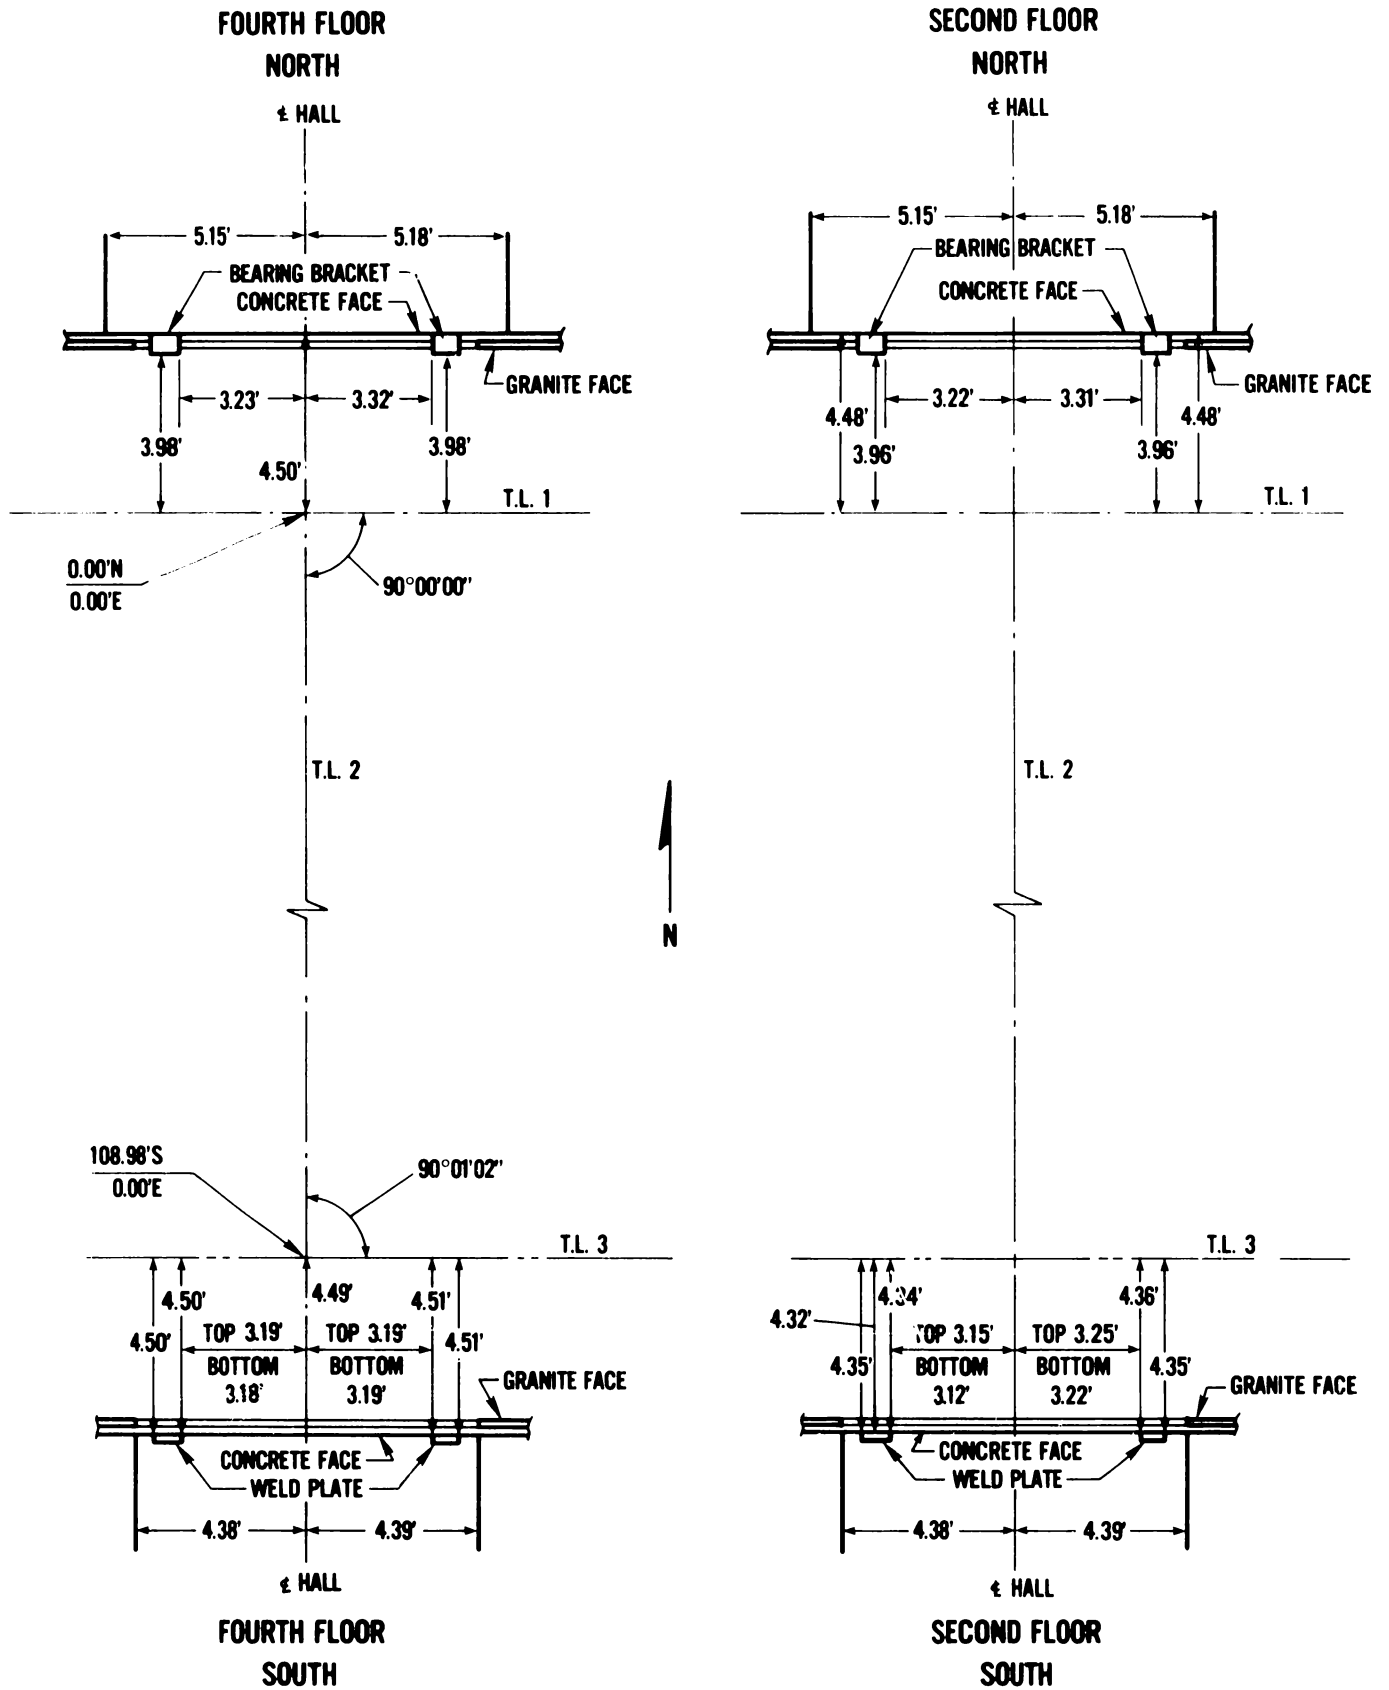 FOURTH FLOOR
NORTH
℄ HALL
5.15' 5.18'
BEARING BRACKET
CONCRETE FACE
GRANITE FACE
3.23' 3.32'
3.98' 3.98'
4.50'
T.L. 1
0.00'N
0.00'E
90°00'00"
T.L. 2
108.98'S
0.00'E
90°01'02"
T.L. 3
4.49'
4.50' 4.51'
4.50' TOP 3.19' TOP 3.19' 4.51'
BOTTOM BOTTOM
3.18' 3.19'
GRANITE FACE
CONCRETE FACE
WELD PLATE
4.38' 4.39'
℄ HALL
FOURTH FLOOR
SOUTH
N
SECOND FLOOR
NORTH
℄ HALL
5.15' 5.18'
BEARING BRACKET
CONCRETE FACE
GRANITE FACE
3.22' 3.31'
4.48' 4.48'
3.96' 3.96'
T.L. 1
T.L. 2
T.L. 3
4.34' 4.36'
4.32'
TOP 3.15' TOP 3.25'
4.35' BOTTOM BOTTOM 4.35'
3.12' 3.22'
GRANITE FACE
CONCRETE FACE
WELD PLATE
4.38' 4.39'
℄ HALL
SECOND FLOOR
SOUTH